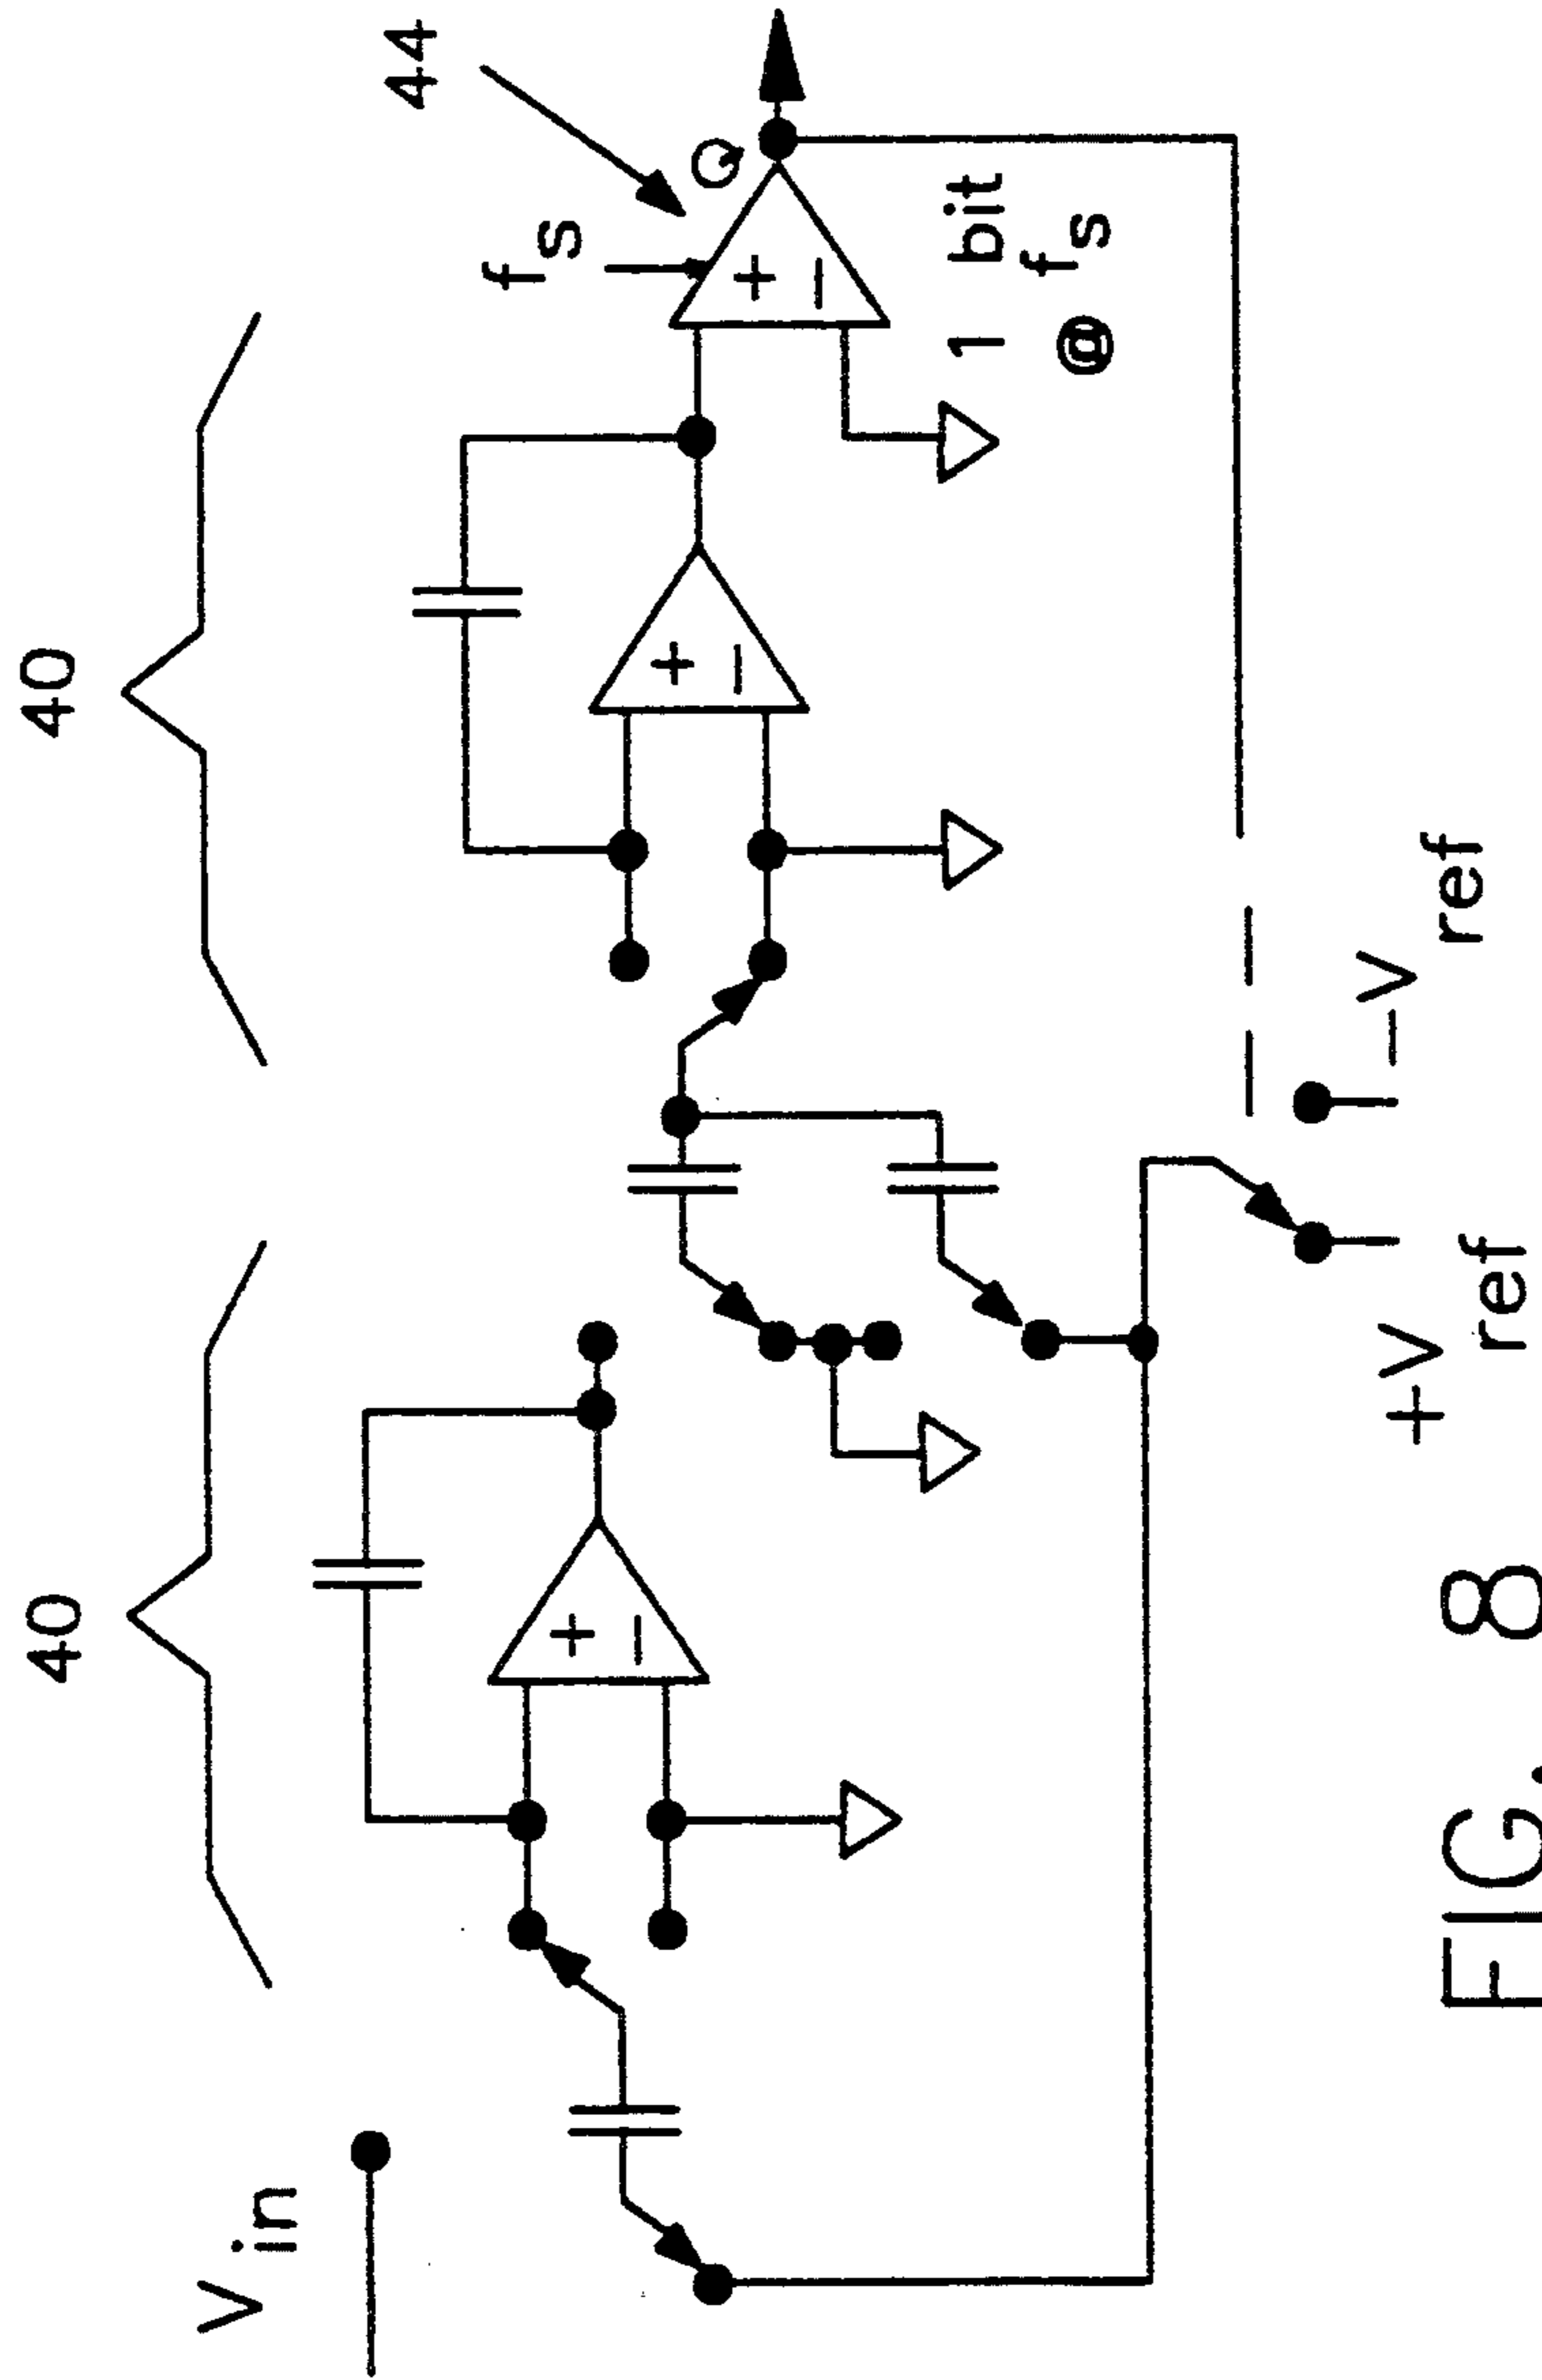 40
40
44
V in
f s
+
−
+
−
+
−
Q
1 bit
@ f s
+V ref
−V ref
FIG. 8